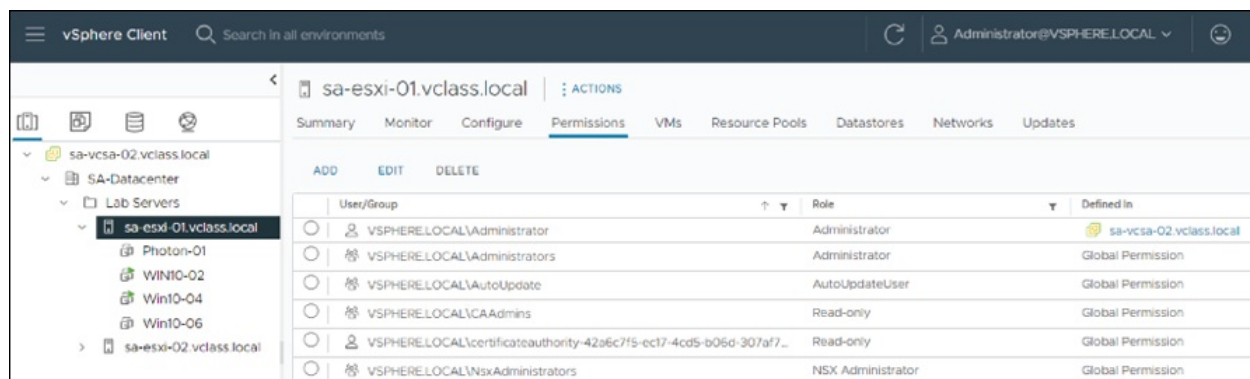 vSphere Client Search in all environments Administrator@VSPHERE.LOCAL
sa-esxi-01.vclass.local ACTIONS
Summary Monitor Configure Permissions VMs Resource Pools Datastores Networks Updates
sa-vcsa-02.vclass.local
SA-Datacenter
Lab Servers
sa-esxi-01.vclass.local
Photon-01
WIN10-02
Win10-04
Win10-06
sa-esxi-02.vclass.local
ADD EDIT DELETE
User/Group Role Defined In
VSPHERE.LOCAL\Administrator Administrator sa-vcsa-02.vclass.local
VSPHERE.LOCAL\Administrators Administrator Global Permission
VSPHERE.LOCAL\AutoUpdate AutoUpdateUser Global Permission
VSPHERE.LOCAL\CAAdmins Read-only Global Permission
VSPHERE.LOCAL\certificateauthority-42a6c7f5-ec17-4cd5-b06d-307af7... Read-only Global Permission
VSPHERE.LOCAL\NsxAdministrators NSX Administrator Global Permission